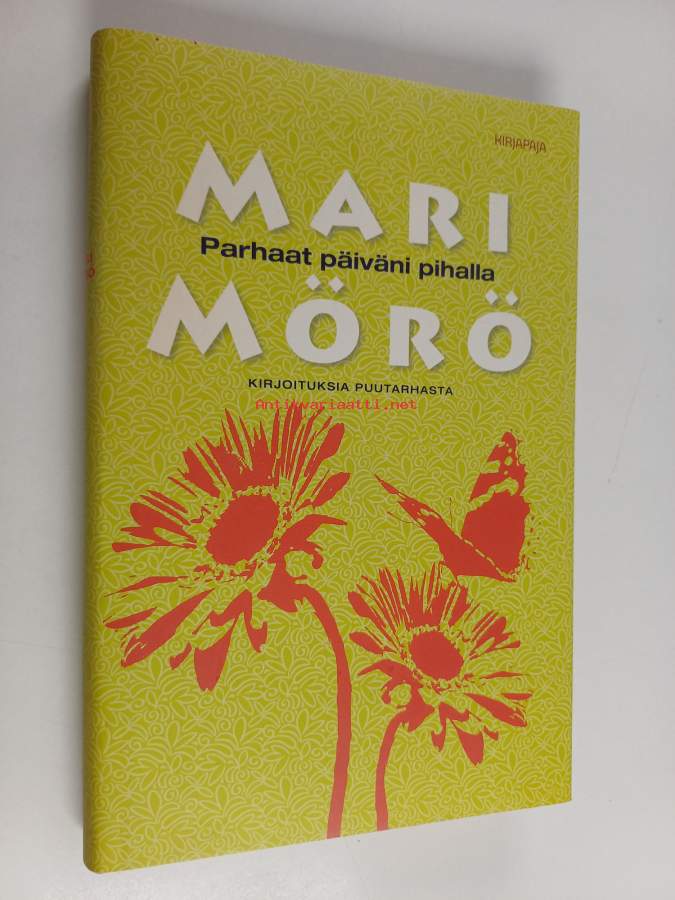 KIRJAPAJA
MARI
Parhaat päiväni pihalla
MÖRÖ
KIRJOITUKSIA PUUTARHASTA
Antikvariaatti.net